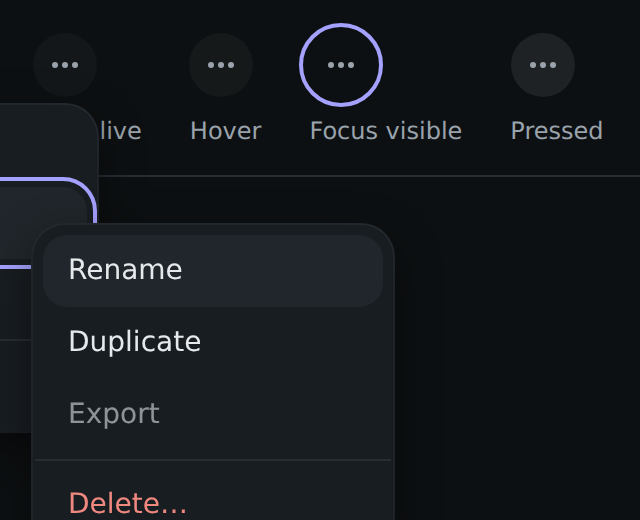 live
Hover
Focus visible
Pressed
Rename
Duplicate
Export
Delete...